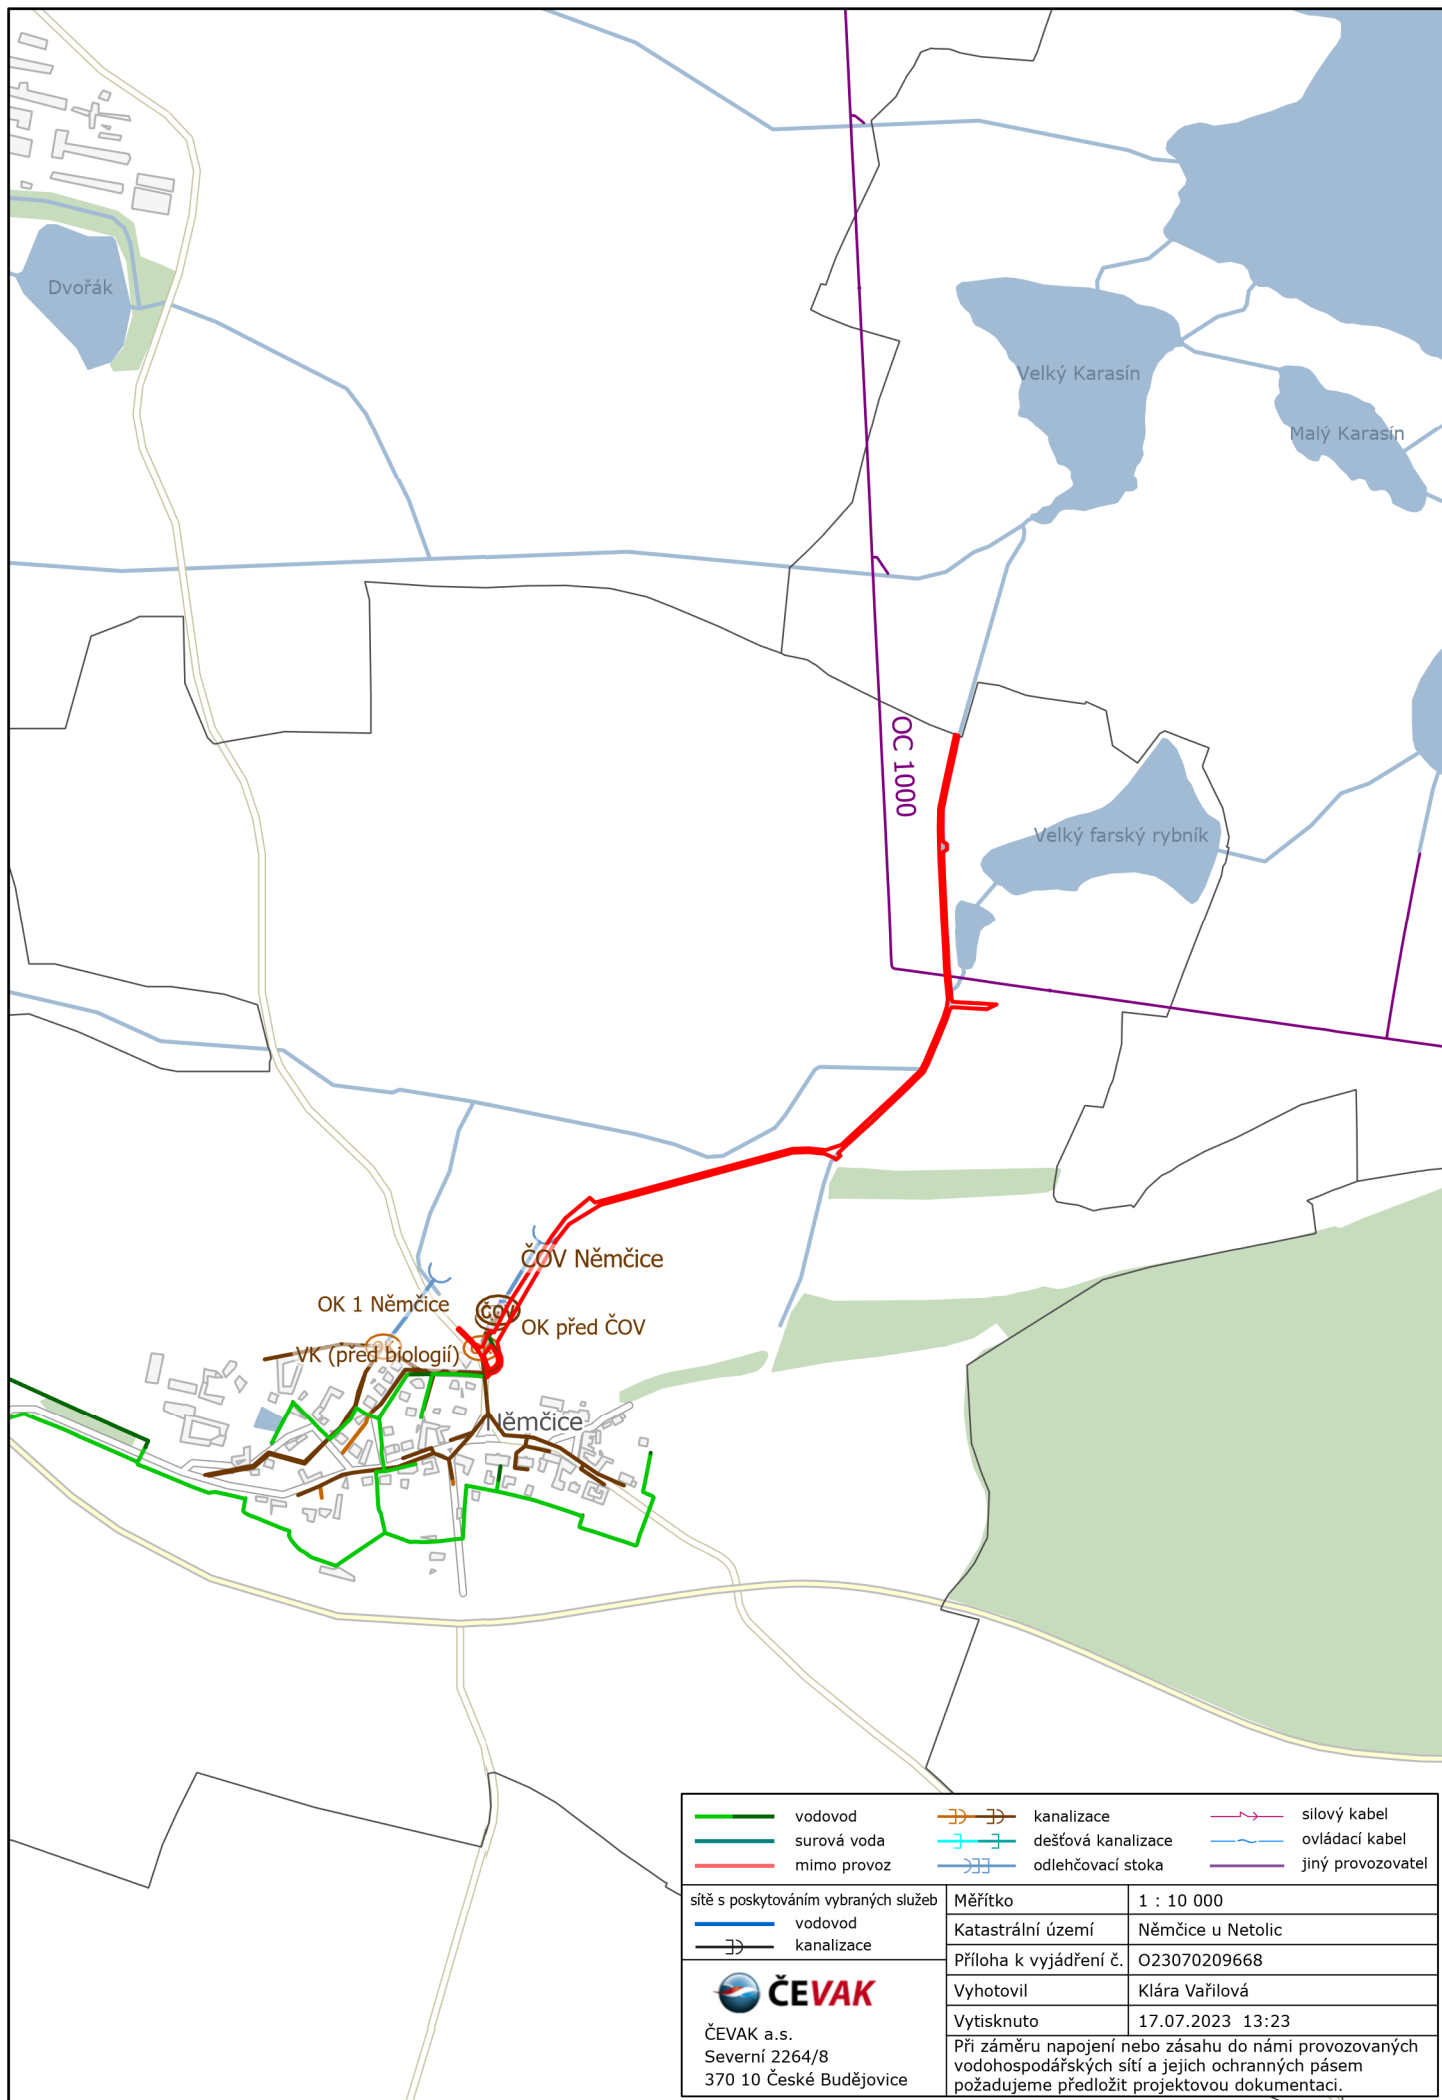 Dvořák
Velký Karasín
Malý Karasín
OC 1000
Velký farský rybník
ČOV Němčice
OK 1 Němčice
ČOV
OK před ČOV
OK
VK (před biologií)
Němčice
vodovod
surová voda
mimo provoz
kanalizace
dešťová kanalizace
odlehčovací stoka
silový kabel
ovládací kabel
jiný provozovatel
sítě s poskytováním vybraných služeb
vodovod
kanalizace
Měřítko 1 : 10 000
Katastrální území Němčice u Netolic
Příloha k vyjádření č. O23070209668
Vyhotovil Klára Vařilová
Vytisknuto 17.07.2023 13:23
ČEVAK
ČEVAK a.s.
Severní 2264/8
370 10 České Budějovice
Při záměru napojení nebo zásahu do námi provozovaných
vodohospodářských sítí a jejich ochranných pásem
požadujeme předložit projektovou dokumentaci.